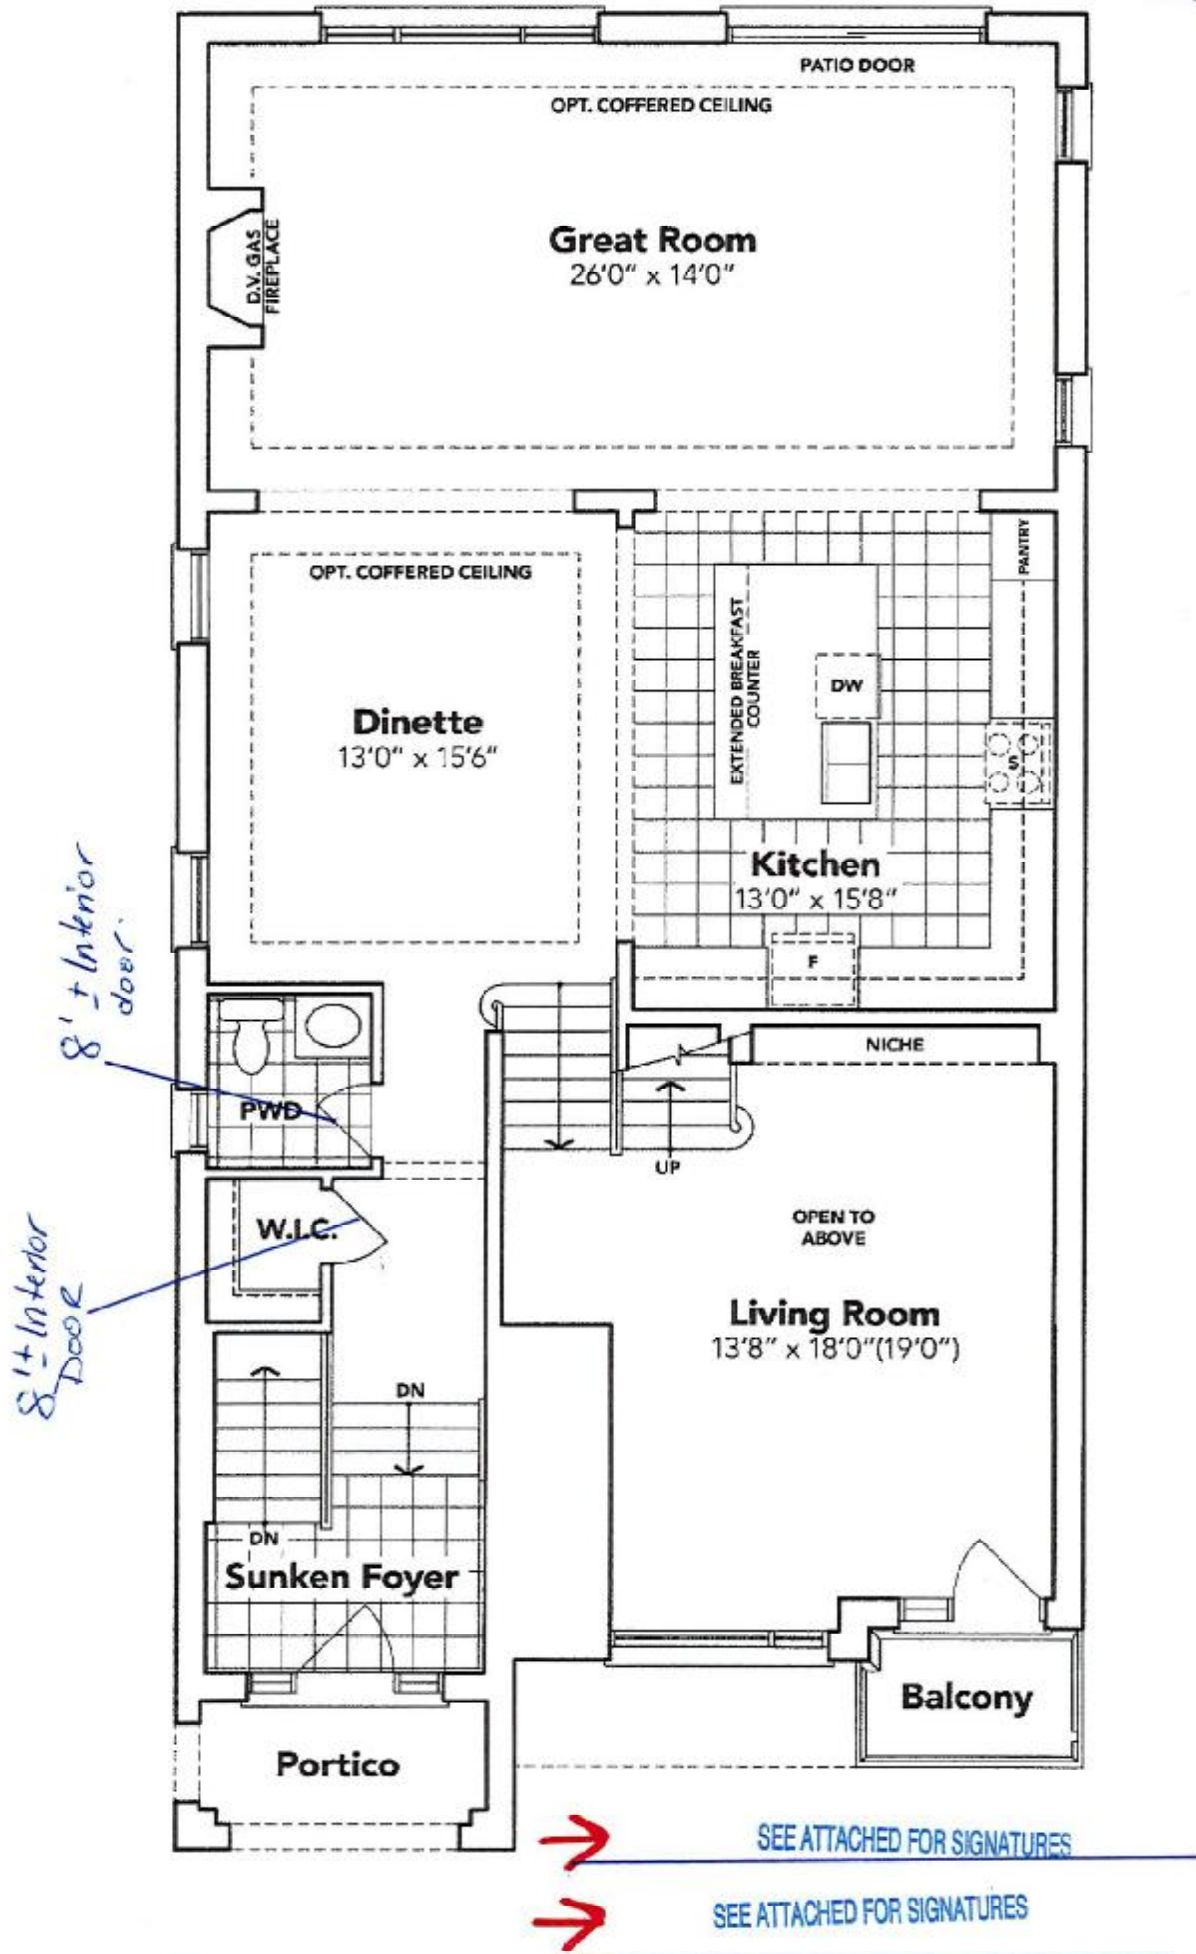 PATIO DOOR
OPT. COFFERED CEILING
Great Room
26'0" x 14'0"
D.V. GAS
FIREPLACE
OPT. COFFERED CEILING
PANTRY
EXTENDED BREAKFAST
COUNTER
DW
Dinette
13'0" x 15'6"
S
Kitchen
13'0" x 15'8"
F
8' ± Interior
door.
NICHE
PWD
UP
W.I.C.
OPEN TO
ABOVE
8' ± Interior
DOOR
Living Room
13'8" x 18'0"(19'0")
DN
DN
Sunken Foyer
Balcony
Portico
SEE ATTACHED FOR SIGNATURES
SEE ATTACHED FOR SIGNATURES